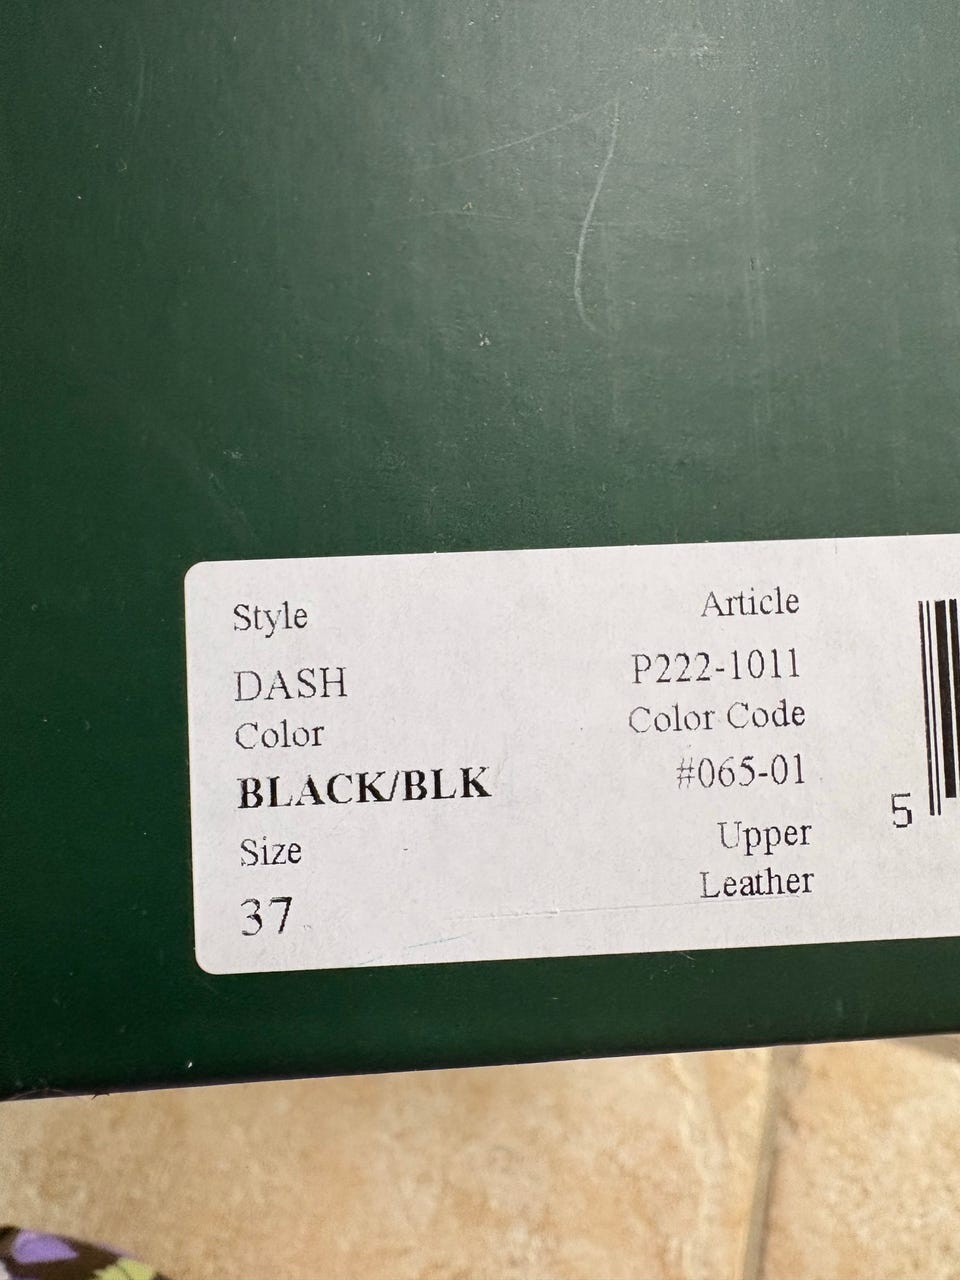 Style
Article
DASH
P222-1011
Color
Color Code
BLACK/BLK
#065-01
Size
Upper
37
Leather
5